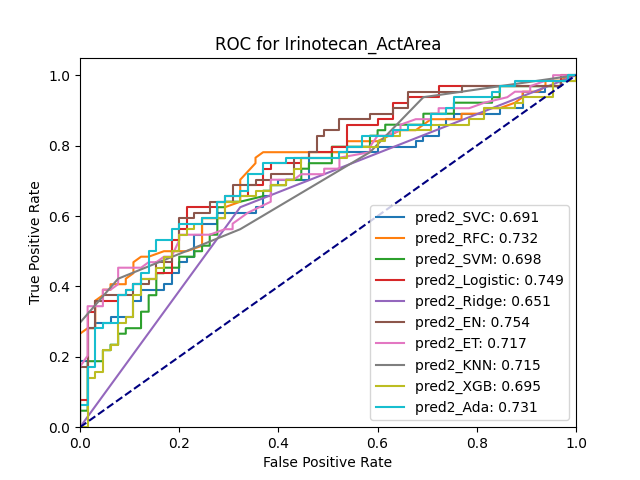 ROC for Irinotecan_ActArea
True Positive Rate
1.0
0.8
0.6
0.4
0.2
0.0
pred2_SVC: 0.691
pred2_RFC: 0.732
pred2_SVM: 0.698
pred2_Logistic: 0.749
pred2_Ridge: 0.651
pred2_EN: 0.754
pred2_ET: 0.717
pred2_KNN: 0.715
pred2_XGB: 0.695
pred2_Ada: 0.731
0.0 0.2 0.4 0.6 0.8 1.0
False Positive Rate